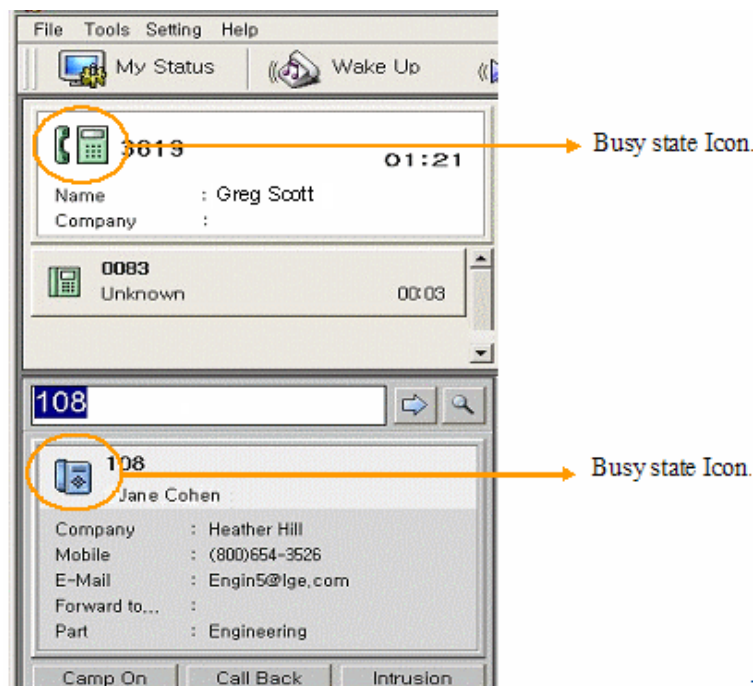 File Tools Setting Help
My Status Wake Up
3613
01:21
Busy state Icon.
Name : Greg Scott
Company :
0083
Unknown 00:03
108
108
Jane Cohen
Busy state Icon.
Company : Heather Hill
Mobile : (800)654-3526
E-Mail : Engin5@lge.com
Forward to... :
Part : Engineering
Camp On Call Back Intrusion